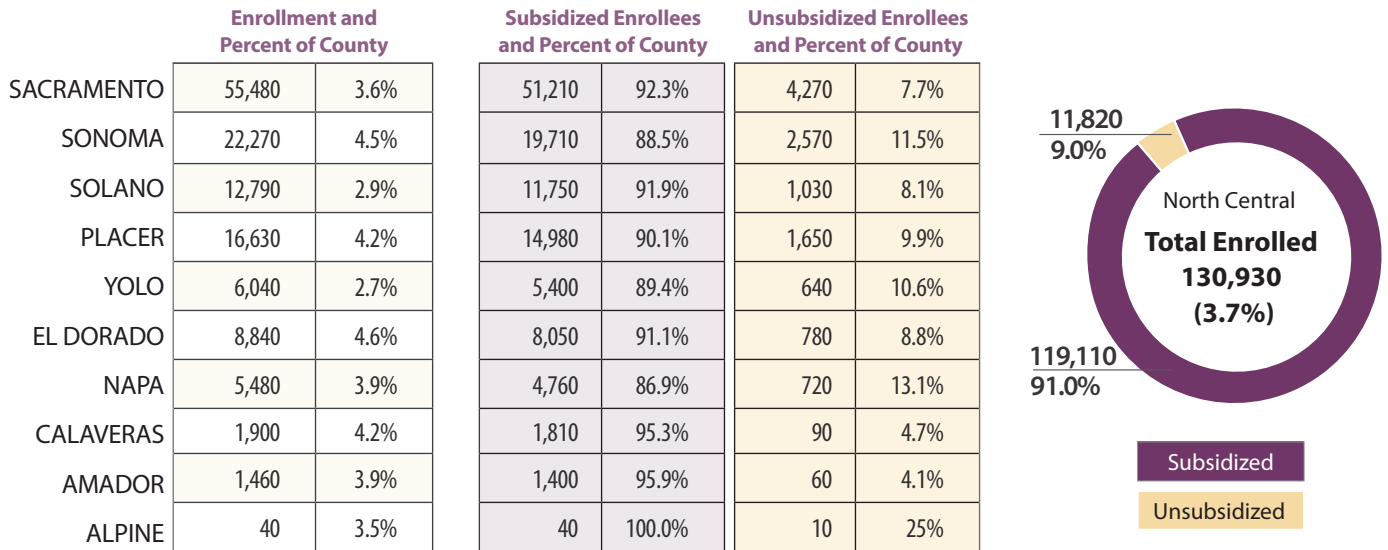 Enrollment and
Percent of County
Subsidized Enrollees
and Percent of County
Unsubsidized Enrollees
and Percent of County
SACRAMENTO 55,480 3.6% 51,210 92.3% 4,270 7.7%
SONOMA 22,270 4.5% 19,710 88.5% 2,570 11.5%
SOLANO 12,790 2.9% 11,750 91.9% 1,030 8.1%
PLACER 16,630 4.2% 14,980 90.1% 1,650 9.9%
YOLO 6,040 2.7% 5,400 89.4% 640 10.6%
EL DORADO 8,840 4.6% 8,050 91.1% 780 8.8%
NAPA 5,480 3.9% 4,760 86.9% 720 13.1%
CALAVERAS 1,900 4.2% 1,810 95.3% 90 4.7%
AMADOR 1,460 3.9% 1,400 95.9% 60 4.1%
ALPINE 40 3.5% 40 100.0% 10 25%
11,820
9.0%
North Central
Total Enrolled
130,930
(3.7%)
119,110
91.0%
Subsidized
Unsubsidized